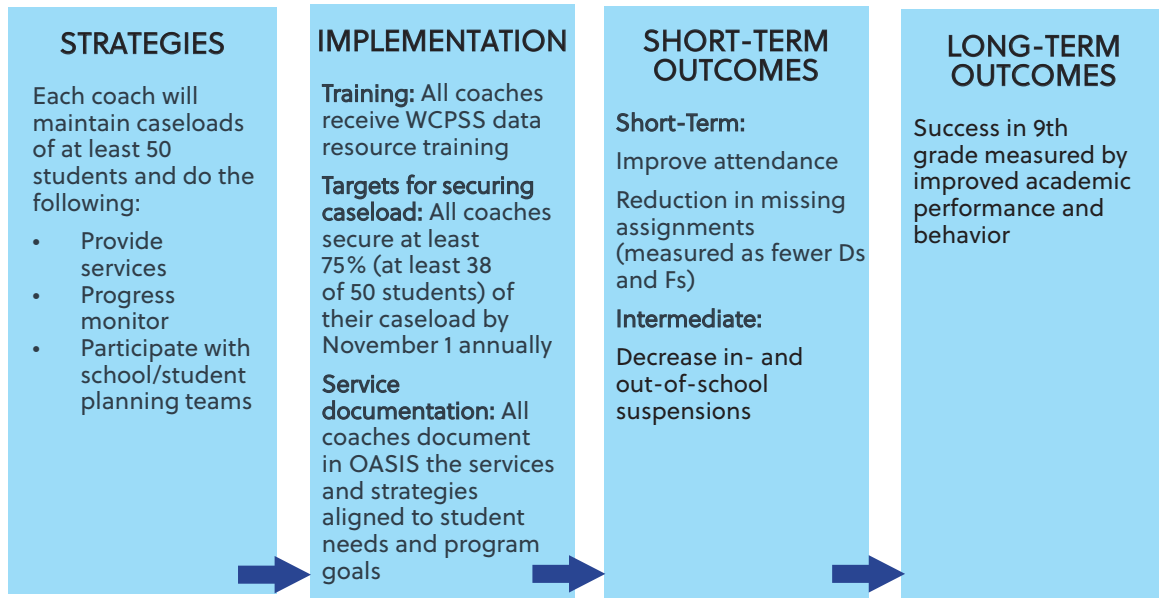 STRATEGIES
Each coach will
maintain caseloads
of at least 50
students and do the
following:
• Provide
services
• Progress
monitor
• Participate with
school/student
planning teams
IMPLEMENTATION
Training: All coaches
receive WCPSS data
resource training
Targets for securing
caseload: All coaches
secure at least
75% (at least 38
of 50 students) of
their caseload by
November 1 annually
Service
documentation: All
coaches document
in OASIS the services
and strategies
aligned to student
needs and program
goals
SHORT-TERM
OUTCOMES
Short-Term:
Improve attendance
Reduction in missing
assignments
(measured as fewer Ds
and Fs)
Intermediate:
Decrease in- and
out-of-school
suspensions
LONG-TERM
OUTCOMES
Success in 9th
grade measured by
improved academic
performance and
behavior